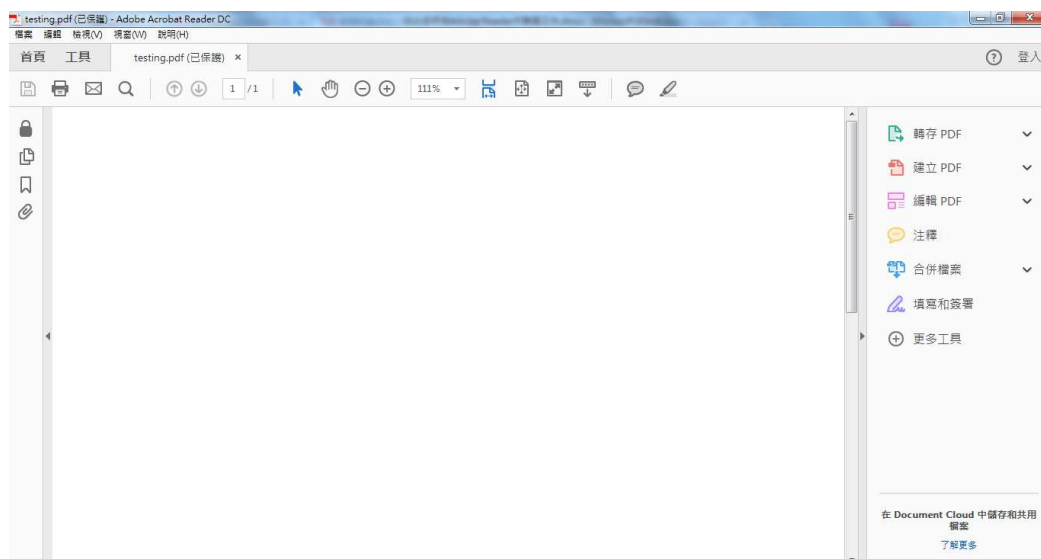 testing.pdf (已保護) - Adobe Acrobat Reader DC
檔案 編輯 檢視(V) 視窗(W) 說明(H)
首頁 工具 testing.pdf (已保護) × ? 登入
1 /1 111%
轉存 PDF
建立 PDF
編輯 PDF
注釋
合併檔案
填寫和簽署
更多工具
在 Document Cloud 中儲存和共用
檔案
了解更多